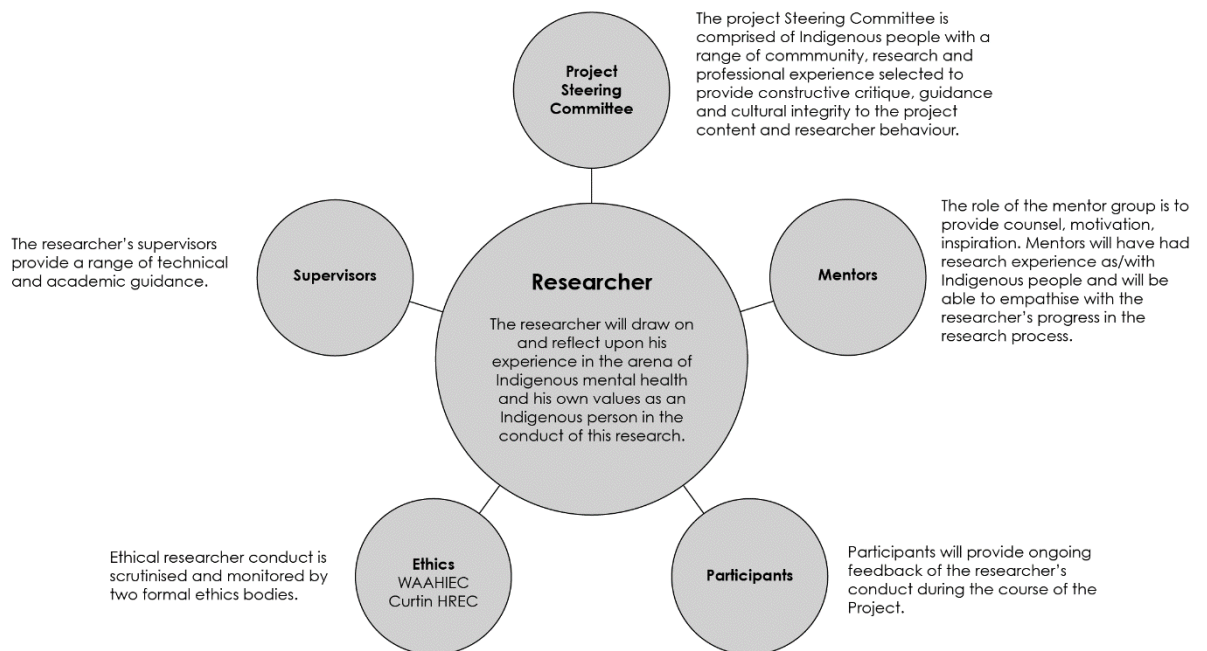 The project Steering Committee is
comprised of Indigenous people with a
range of commmunity, research and
professional experience selected to
provide constructive critique, guidance
and cultural integrity to the project
content and researcher behaviour.
Project
Steering
Committee
The researcher's supervisors
provide a range of technical
and academic guidance.
Supervisors
Researcher
The researcher will draw on
and reflect upon his
experience in the arena of
Indigenous mental health
and his own values as an
Indigenous person in the
conduct of this research.
Mentors
The role of the mentor group is to
provide counsel, motivation,
inspiration. Mentors will have had
research experience as/with
Indigenous people and will be
able to empathise with the
researcher's progress in the
research process.
Ethical researcher conduct is
scrutinised and monitored by
two formal ethics bodies.
Ethics
WAAHIEC
Curtin HREC
Participants
Participants will provide ongoing
feedback of the researcher's
conduct during the course of the
Project.